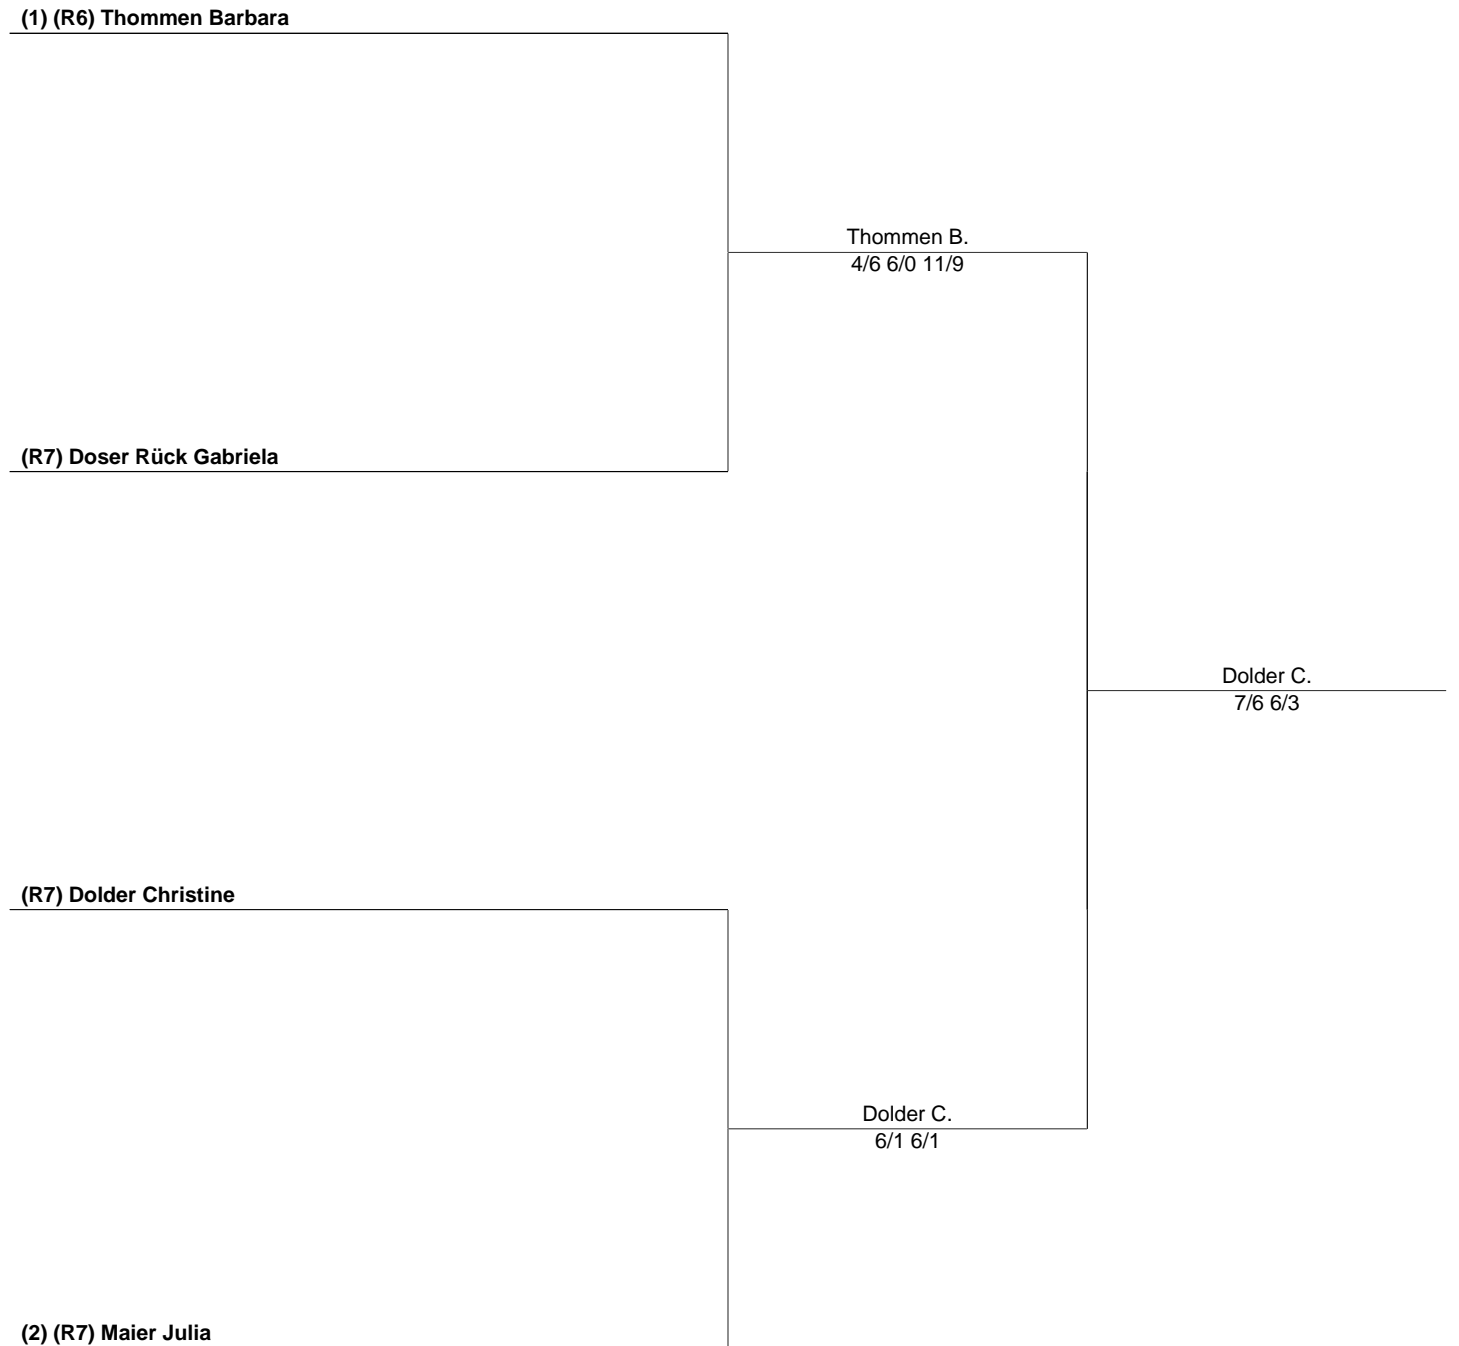 (1) (R6) Thommen Barbara
Thommen B.
4/6 6/0 11/9
(R7) Doser Rück Gabriela
Dolder C.
7/6 6/3
(R7) Dolder Christine
Dolder C.
6/1 6/1
(2) (R7) Maier Julia